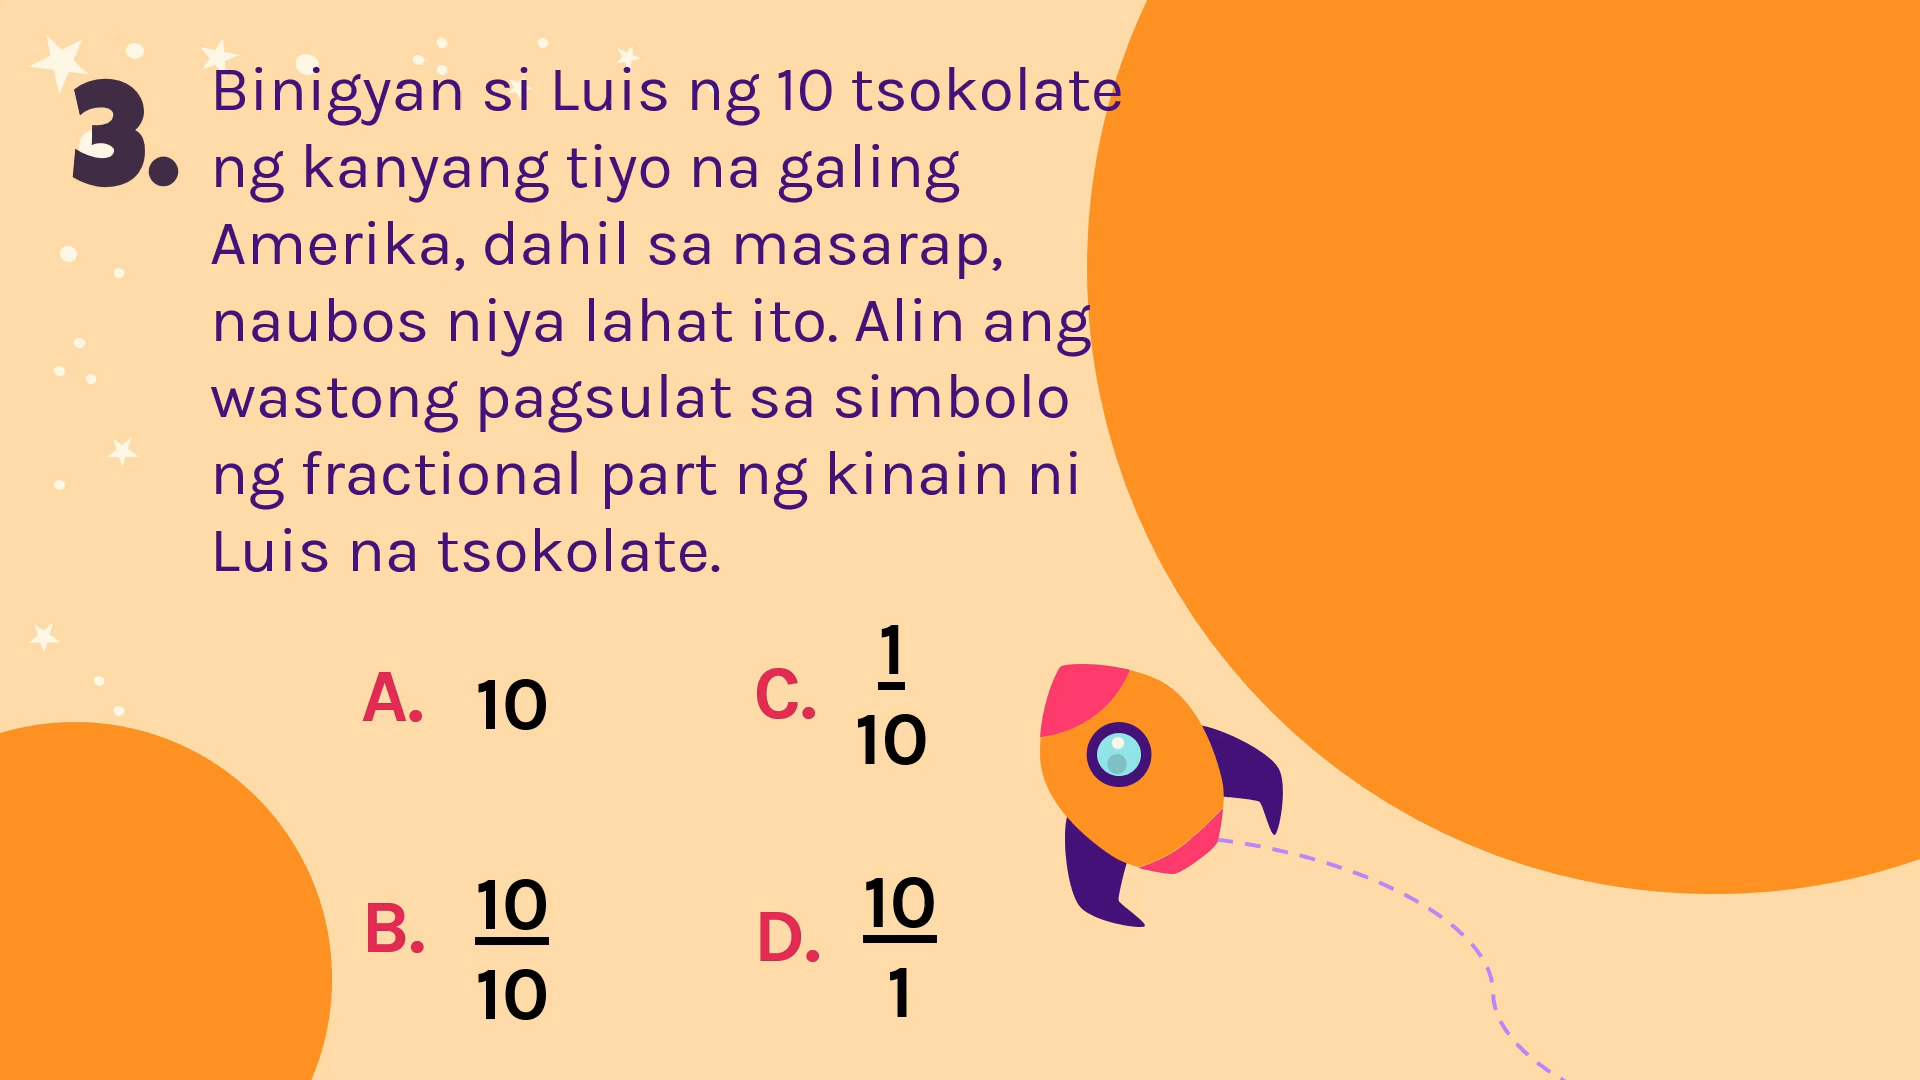 3. Binigyan si Luis ng 10 tsokolate
ng kanyang tiyo na galing
Amerika, dahil sa masarap,
naubos niya lahat ito. Alin ang
wastong pagsulat sa simbolo
ng fractional part ng kinain ni
Luis na tsokolate.
A. 10
B. 10/10
C. 1/10
D. 10/1